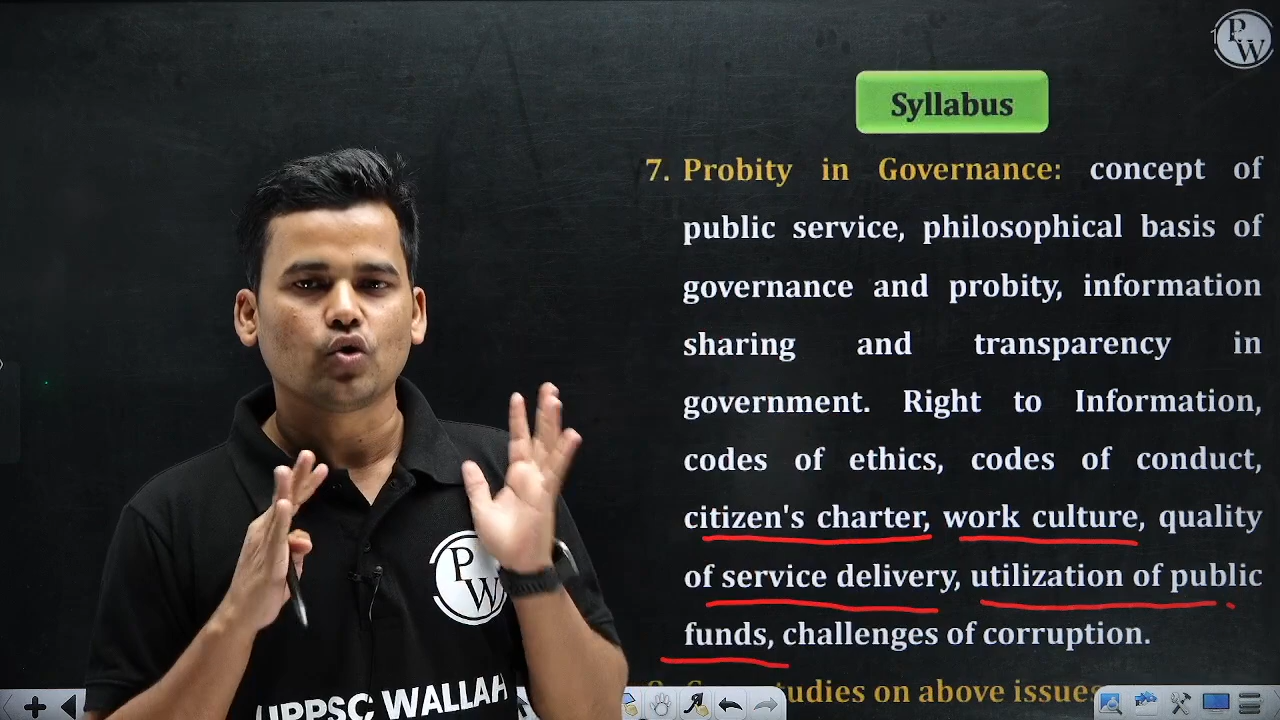 P
W
Syllabus
7. Probity in Governance: concept of
public service, philosophical basis of
governance and probity, information
sharing and transparency in
government. Right to Information,
codes of ethics, codes of conduct,
citizen's charter, work culture, quality
of service delivery, utilization of public
funds, challenges of corruption.
studies on above issues
P
W
UPPSC WALLAH